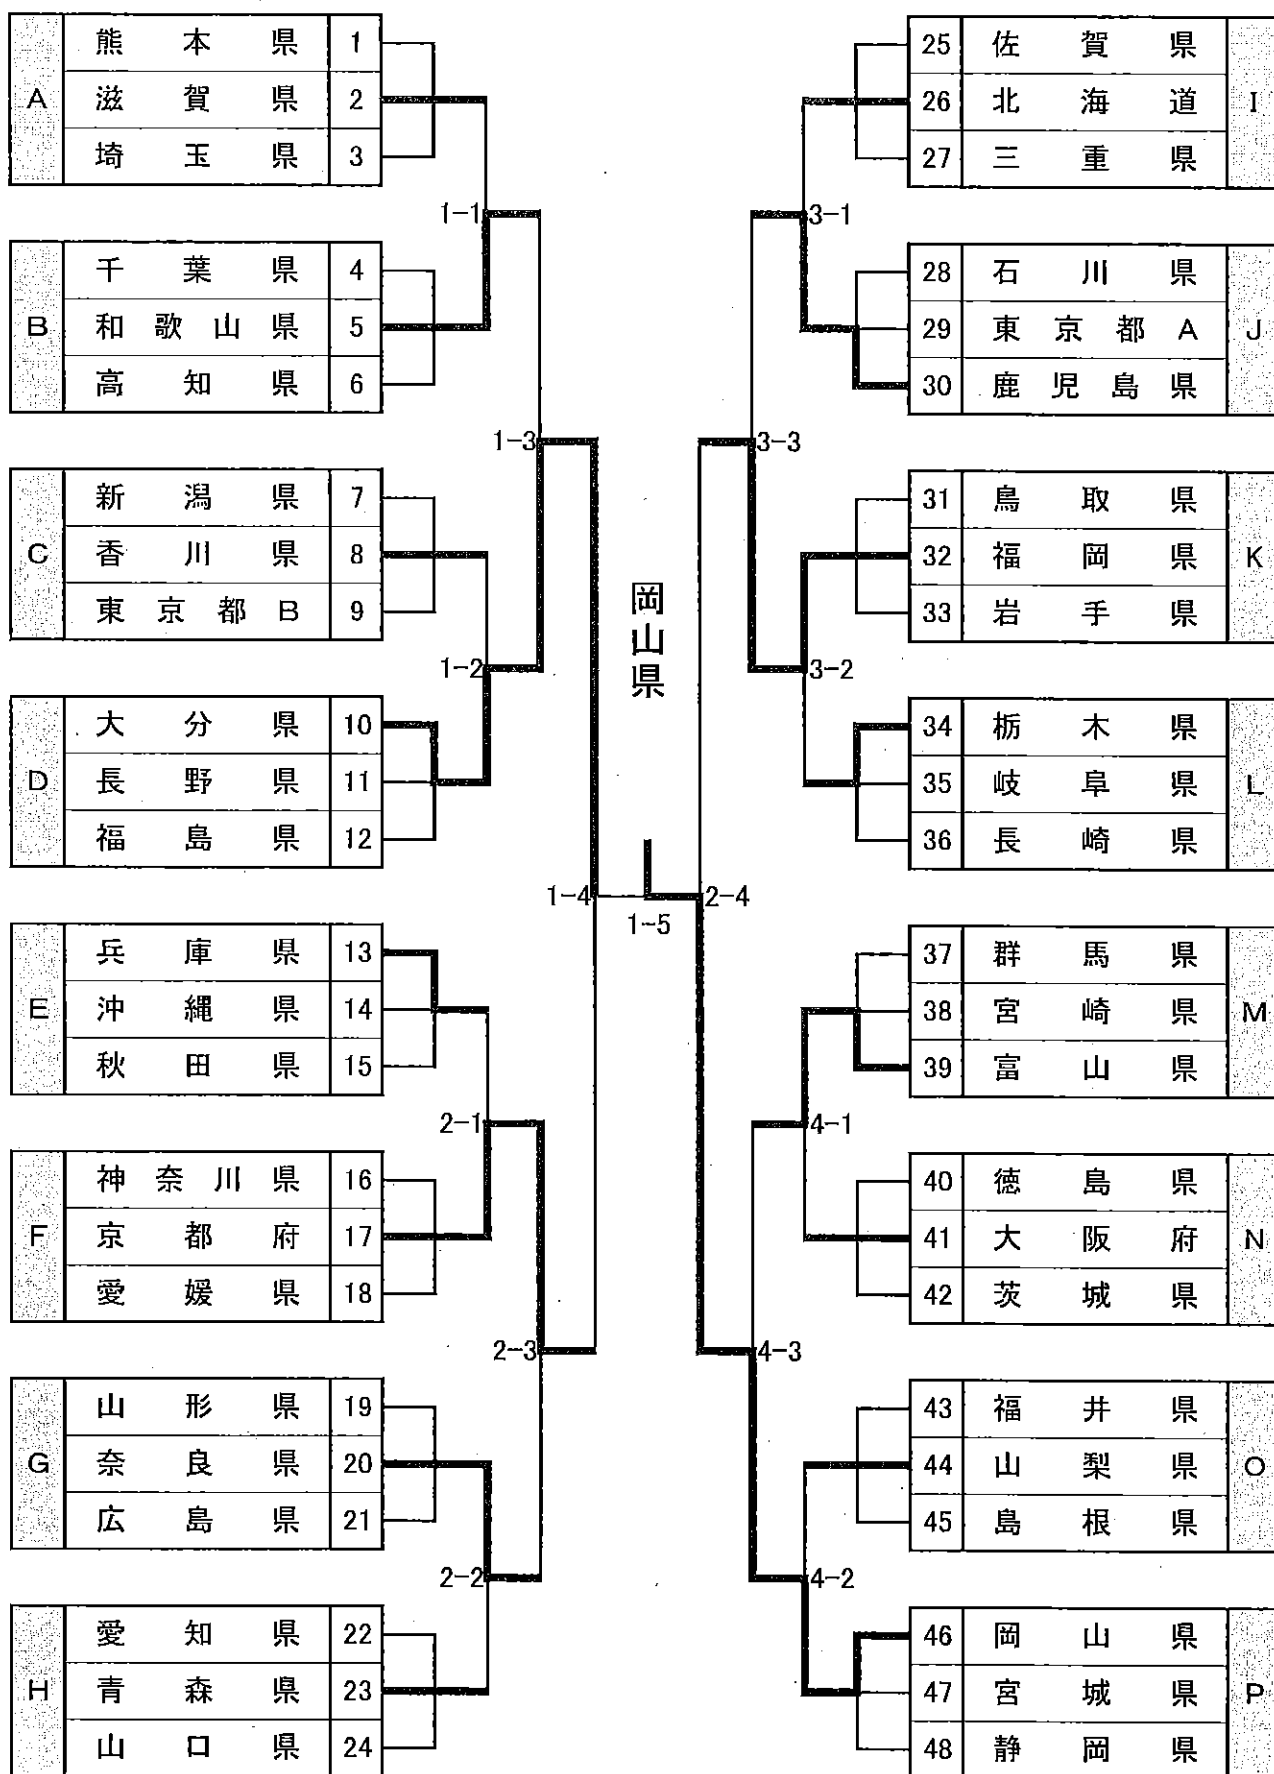 A
熊本県 1
滋賀県 2
埼玉県 3
1-1
B
千葉県 4
和歌山県 5
高知県 6
1-3
C
新潟県 7
香川県 8
東京都B 9
1-2
D
大分県 10
長野県 11
福島県 12
1-4
E
兵庫県 13
沖縄県 14
秋田県 15
2-1
F
神奈川県 16
京都府 17
愛媛県 18
2-3
G
山形県 19
奈良県 20
広島県 21
2-2
H
愛知県 22
青森県 23
山口県 24
岡山県
1-5
25 佐賀県
26 北海道
27 三重県
I
3-1
28 石川県
29 東京都A
30 鹿児島県
J
3-3
31 鳥取県
32 福岡県
33 岩手県
K
3-2
34 栃木県
35 岐阜県
36 長崎県
L
2-4
37 群馬県
38 宮崎県
39 富山県
M
4-1
40 徳島県
41 大阪府
42 茨城県
N
4-3
43 福井県
44 山梨県
45 島根県
O
4-2
46 岡山県
47 宮城県
48 静岡県
P